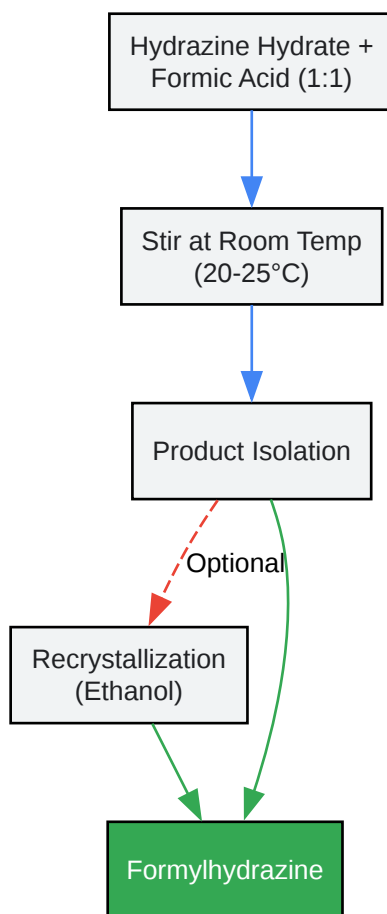 Hydrazine Hydrate +
Formic Acid (1:1)
Stir at Room Temp
(20-25°C)
Product Isolation
Optional
Recrystallization
(Ethanol)
Formylhydrazine